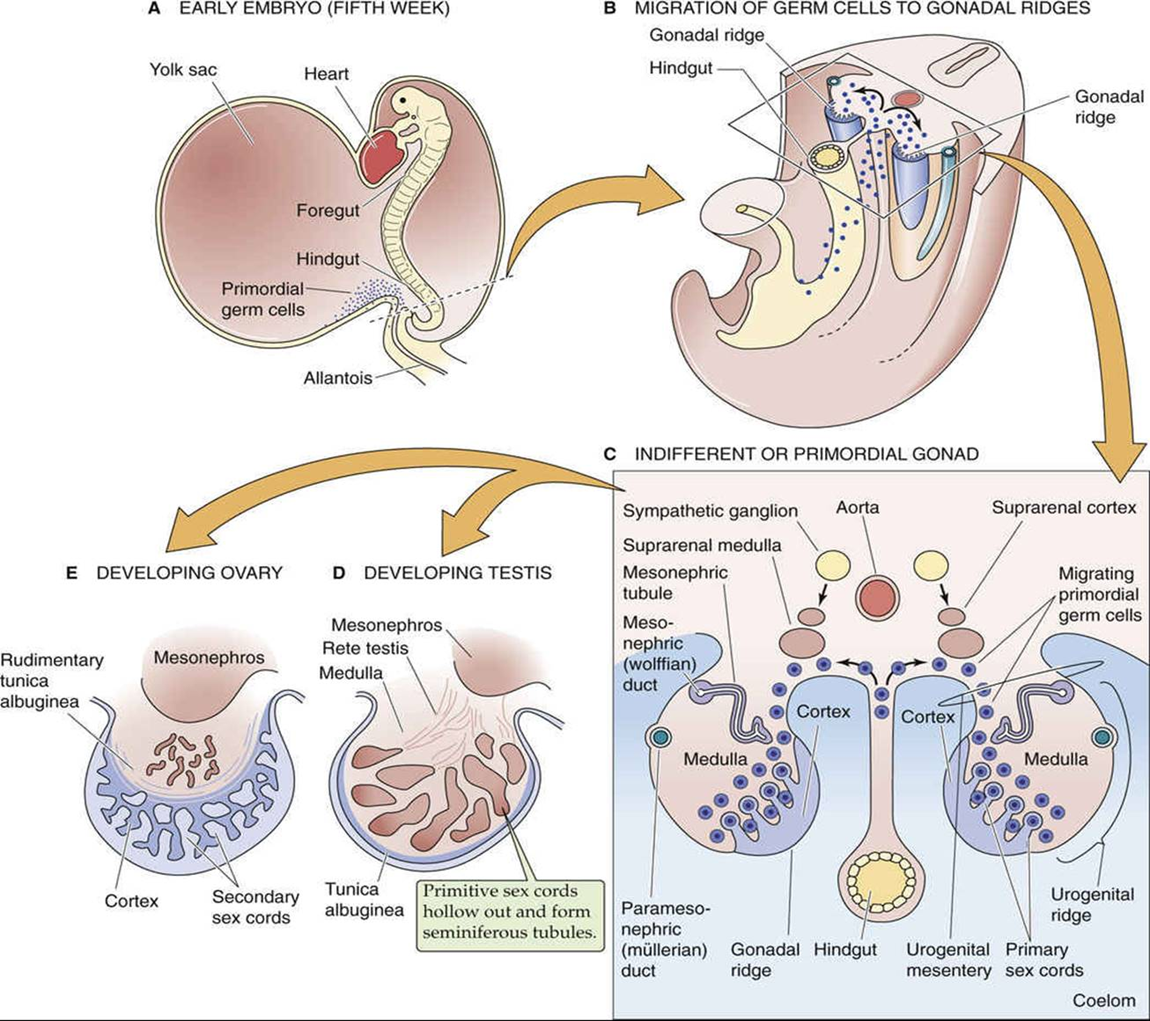 A EARLY EMBRYO (FIFTH WEEK)
Yolk sac
Heart
Foregut
Hindgut
Primordial
germ cells
Allantois
B MIGRATION OF GERM CELLS TO GONADAL RIDGES
Gonadal ridge
Hindgut
Gonadal
ridge
C INDIFFERENT OR PRIMORDIAL GONAD
Sympathetic ganglion
Aorta
Suprarenal cortex
Suprarenal medulla
Mesonephric
tubule
Migrating
primordial
germ cells
Meso-
nephric
(wolffian)
duct
Cortex
Cortex
Medulla
Medulla
Parameso-
nephric
(müllerian)
duct
Gonadal
ridge
Hindgut
Urogenital
mesentery
Primary
sex cords
Urogenital
ridge
Coelom
E DEVELOPING OVARY
Rudimentary
tunica
albuginea
Mesonephros
Cortex
Secondary
sex cords
D DEVELOPING TESTIS
Mesonephros
Rete testis
Medulla
Tunica
albuginea
Primitive sex cords
hollow out and form
seminiferous tubules.